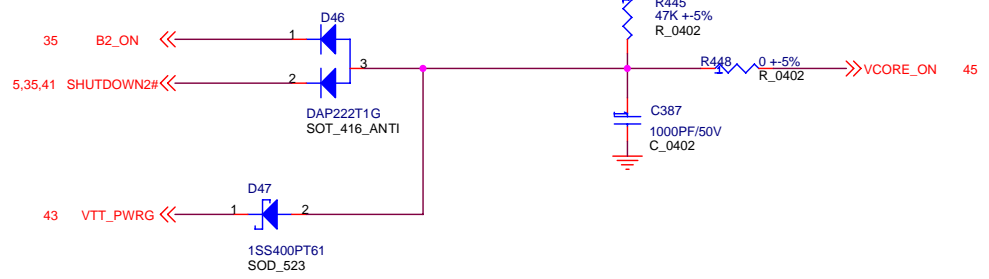 R445
47K +-5%
R_0402
D46
35 B2_ON 1
3
R448 0 +-5%
R_0402
VCORE_ON 45
5,35,41 SHUTDOWN2# 2
DAP222T1G
SOT_416_ANTI
C387
1000PF/50V
C_0402
D47
43 VTT_PWRG 1 2
1SS400PT61
SOD_523